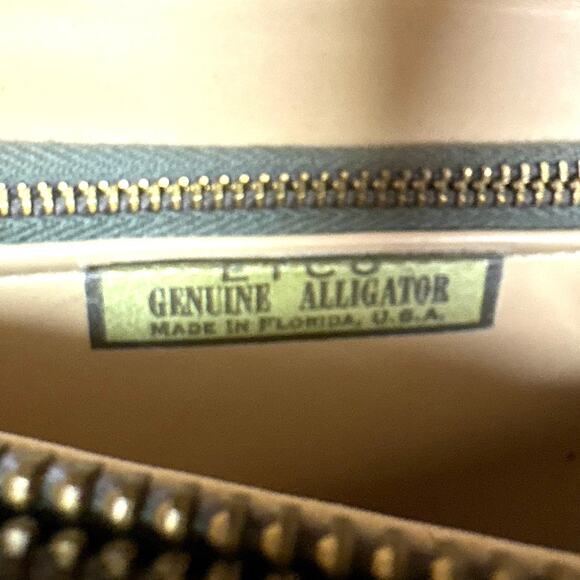 GENUINE ALLIGATOR
MADE IN FLORIDA, U.S.A.